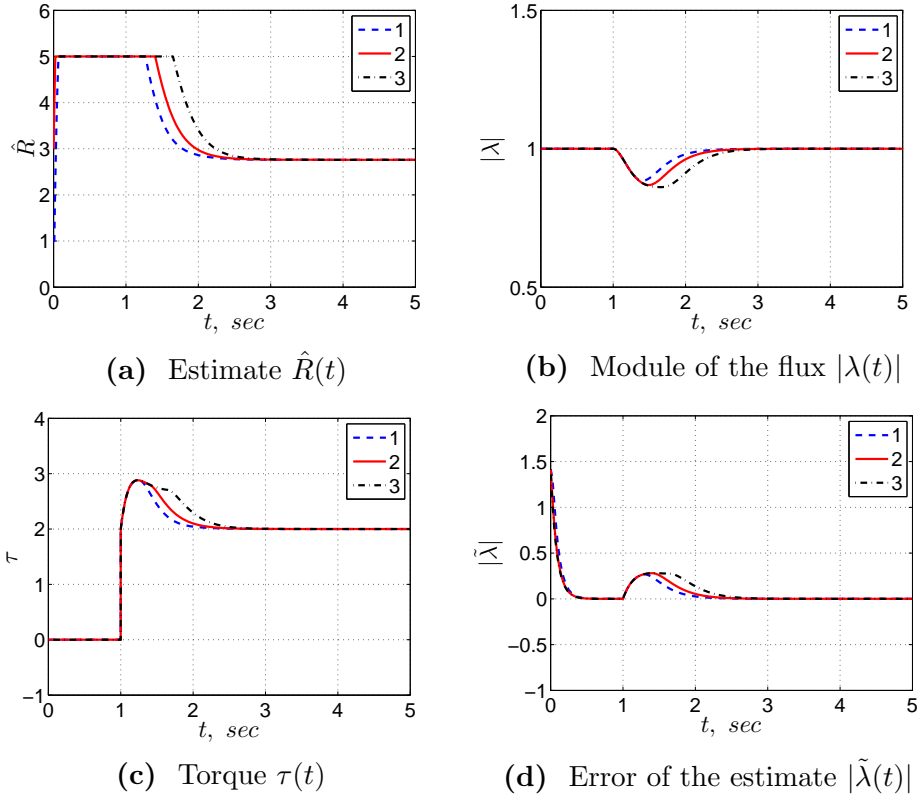 6
5
4
3
2
1
0
R̂
0 1 2 3 4 5
t, sec
1
2
3
(a) Estimate R̂(t)
1.5
1
0.5
|λ|
0 1 2 3 4 5
t, sec
1
2
3
(b) Module of the flux |λ(t)|
4
3
2
1
0
−1
τ
0 1 2 3 4 5
t, sec
1
2
3
(c) Torque τ(t)
2
1.5
1
0.5
0
−0.5
−1
|λ̃|
0 1 2 3 4 5
t, sec
1
2
3
(d) Error of the estimate |λ̃(t)|